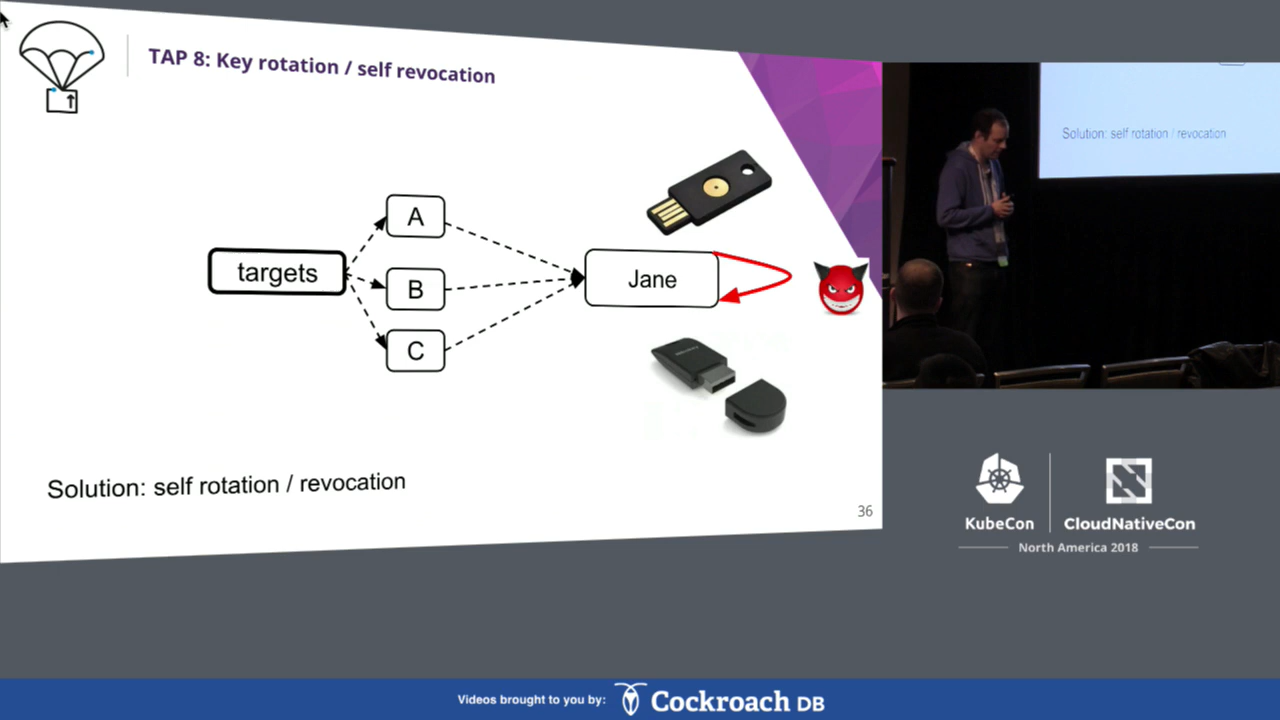 TAP 8: Key rotation / self revocation
A
targets
B
Jane
C
Solution: self rotation / revocation
36
Solution: self rotation / revocation
KubeCon
CloudNativeCon
North America 2018
Videos brought to you by:
Cockroach DB